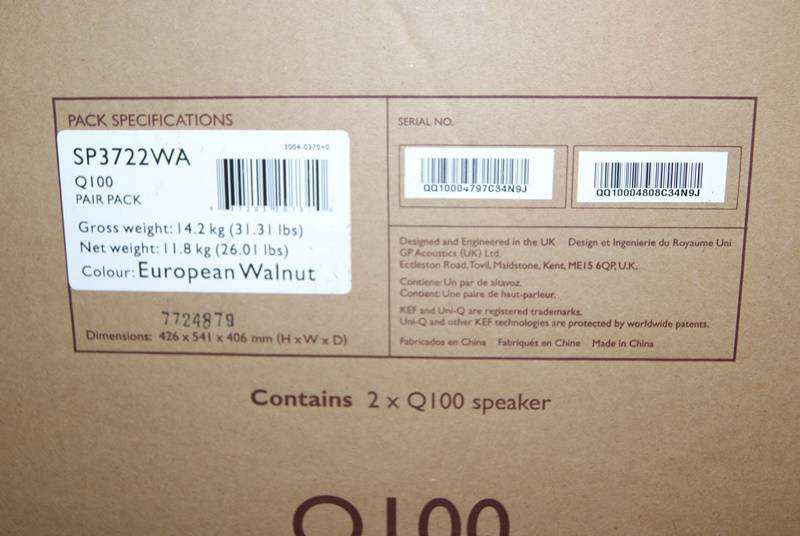 PACK SPECIFICATIONS
SP3722WA
Q100
PAIR PACK
Gross weight: 14.2 kg (31.31 lbs)
Net weight: 11.8 kg (26.01 lbs)
Colour: European Walnut
7724879
Dimensions: 426 x 541 x 406 mm (H x W x D)
SERIAL NO.
QQ10004797C34N9J
QQ10004808C34N9J
Designed and Engineered in the UK Design et Ingenierie du Royaume Uni
GP Acoustics (UK) Ltd.
Eccleston Road, Tovil, Maidstone, Kent, ME15 6QP, U.K.
Contiene: Un par de altavoz.
Contient: Une paire de haut-parleur.
KEF and Uni-Q are registered trademarks.
Uni-Q and other KEF technologies are protected by worldwide patents.
Fabricados en China Fabriqués en Chine Made in China
Contains 2 x Q100 speaker
Q100